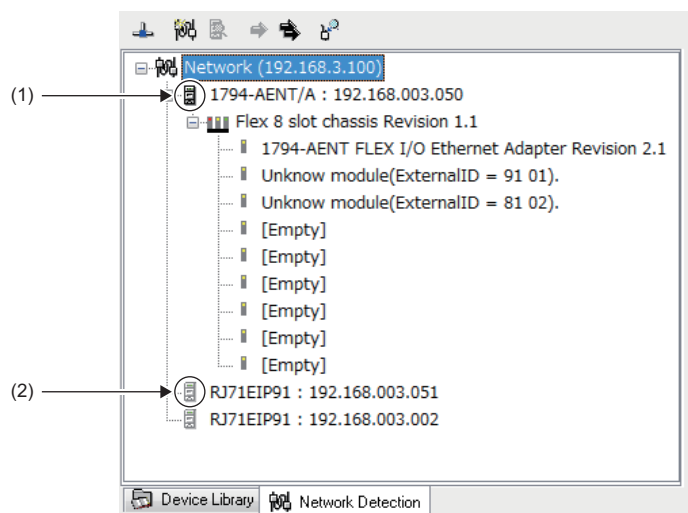 Network (192.168.3.100)
(1)
1794-AENT/A : 192.168.003.050
Flex 8 slot chassis Revision 1.1
1794-AENT FLEX I/O Ethernet Adapter Revision 2.1
Unknow module(ExternalID = 91 01).
Unknow module(ExternalID = 81 02).
[Empty]
[Empty]
[Empty]
[Empty]
[Empty]
[Empty]
(2)
RJ71EIP91 : 192.168.003.051
RJ71EIP91 : 192.168.003.002
Device Library
Network Detection